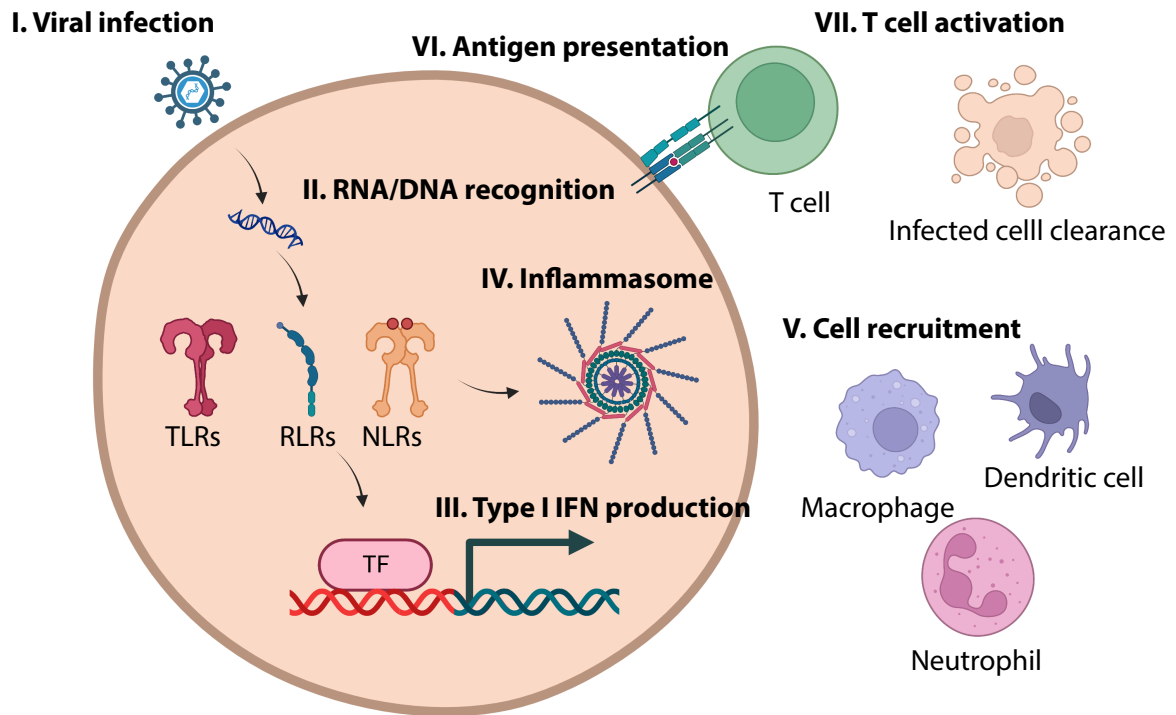 I. Viral infection
VI. Antigen presentation
VII. T cell activation
II. RNA/DNA recognition
T cell
Infected celll clearance
IV. Inflammasome
V. Cell recruitment
TLRs
RLRs
NLRs
Macrophage
Dendritic cell
III. Type I IFN production
TF
Neutrophil